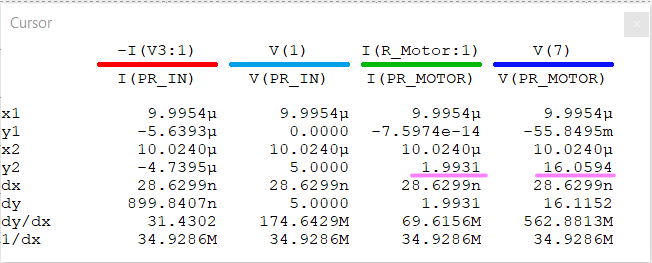 Cursor
-I(V3:1) V(1) I(R_Motor:1) V(7)
I(PR_IN) V(PR_IN) I(PR_MOTOR) V(PR_MOTOR)
x1 9.9954µ 9.9954µ 9.9954µ 9.9954µ
y1 -5.6393µ 0.0000 -7.5974e-14 -55.8495m
x2 10.0240µ 10.0240µ 10.0240µ 10.0240µ
y2 -4.7395µ 5.0000 1.9931 16.0594
dx 28.6299n 28.6299n 28.6299n 28.6299n
dy 899.8407n 5.0000 1.9931 16.1152
dy/dx 31.4302 174.6429M 69.6156M 562.8813M
1/dx 34.9286M 34.9286M 34.9286M 34.9286M